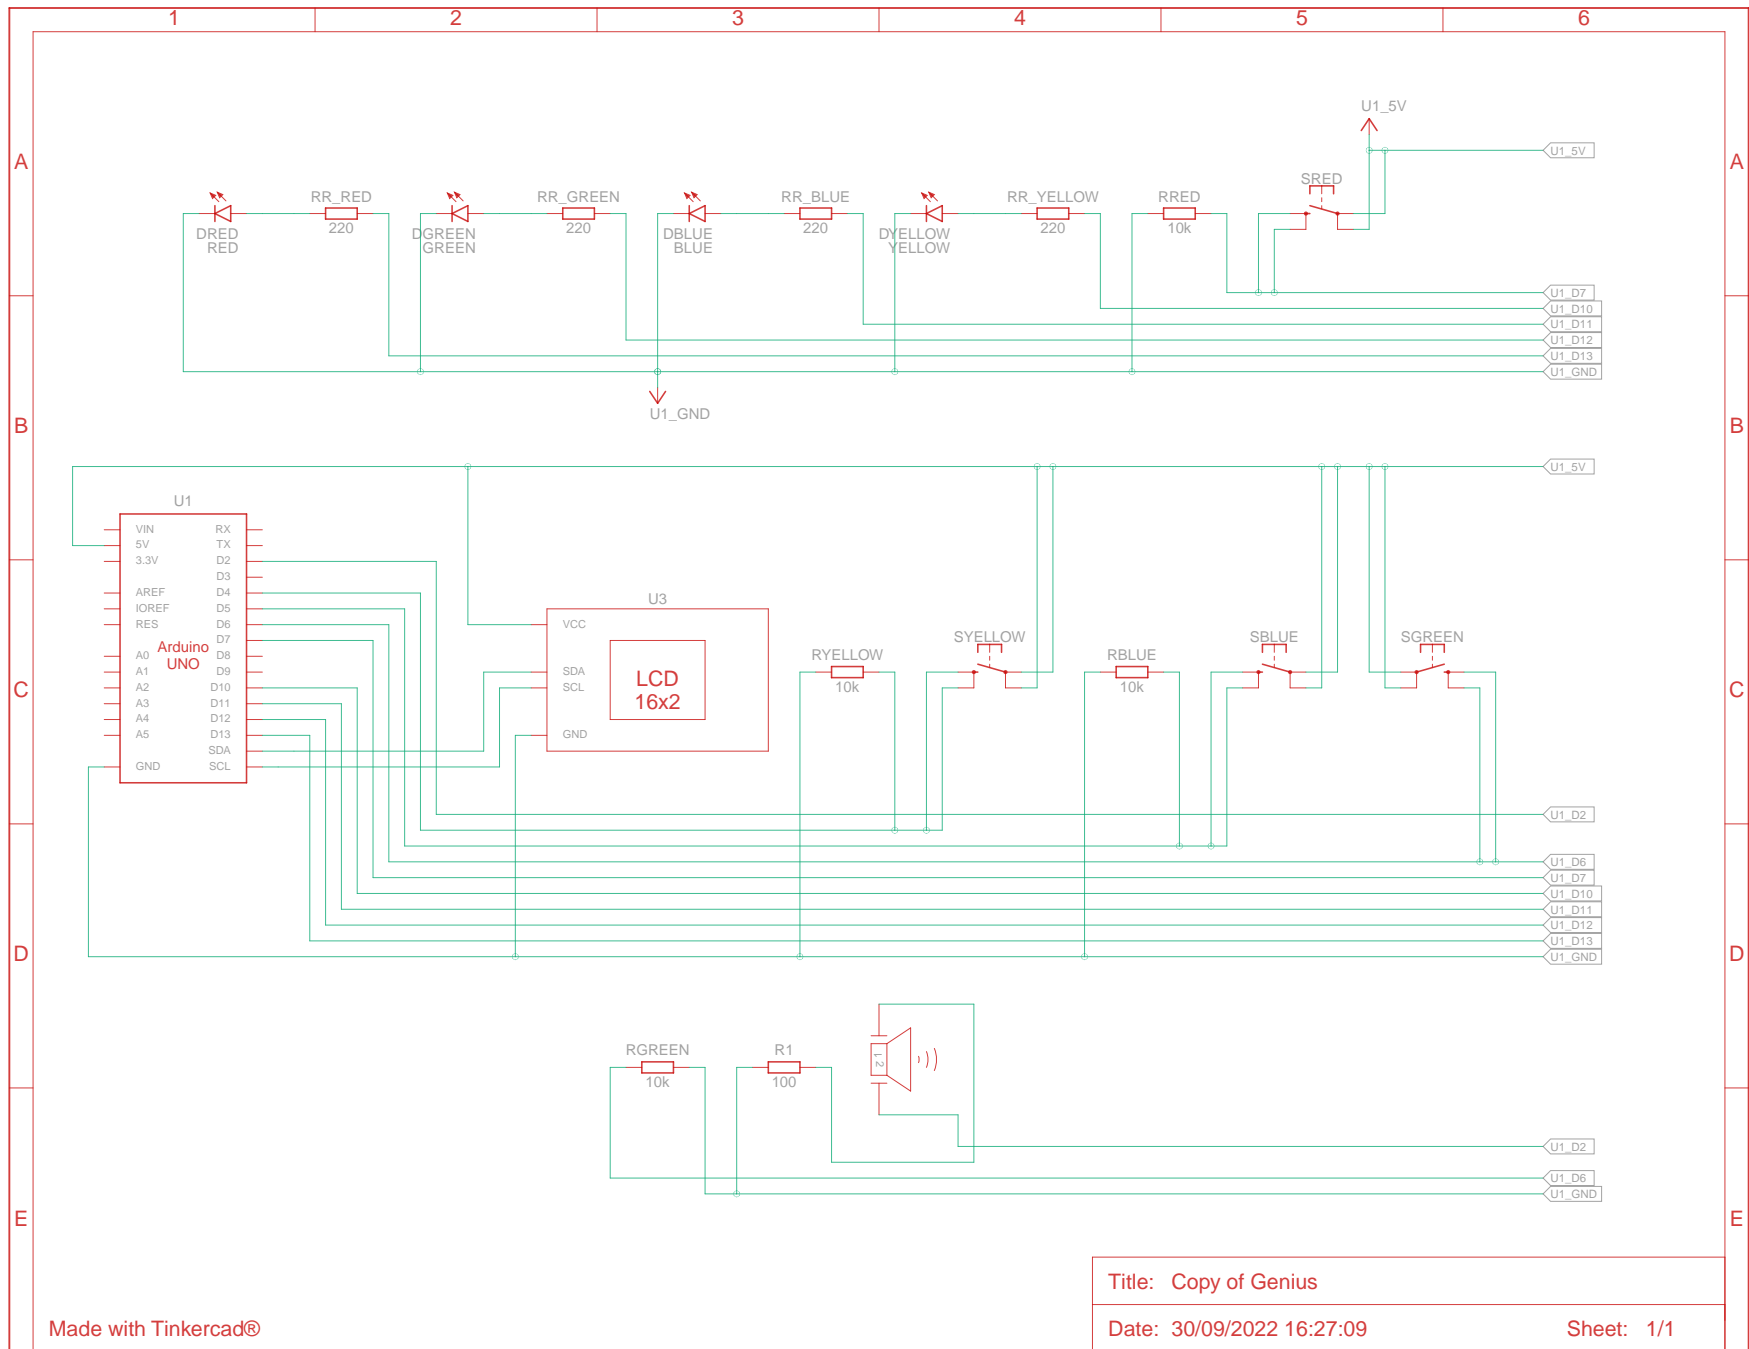 1 2 3 4 5 6
U1_5V
A U1_5V A
SRED
RR_RED RR_GREEN RR_BLUE RR_YELLOW RRED
220 220 220 220 10k
DRED DGREEN DBLUE DYELLOW
RED GREEN BLUE YELLOW
U1_D7
U1_D10
U1_D11
U1_D12
U1_D13
U1_GND
U1_GND
B B
U1_5V
U1
VIN RX
5V TX
3.3V D2
D3
AREF D4
IOREF D5
RES D6
D7
Arduino
UNO
A0 D8
A1 D9
A2 D10
A3 D11
A4 D12
A5 D13
SDA
GND SCL
U3
VCC
SDA
SCL
GND
LCD
16x2
RYELLOW
10k
SYELLOW
RBLUE
10k
SBLUE
SGREEN
C C
U1_D2
U1_D6
U1_D7
U1_D10
U1_D11
U1_D12
U1_D13
U1_GND
D D
RGREEN R1
10k 100
1 2
U1_D2
U1_D6
U1_GND
E E
Title: Copy of Genius
Made with Tinkercad®
Date: 30/09/2022 16:27:09 Sheet: 1/1